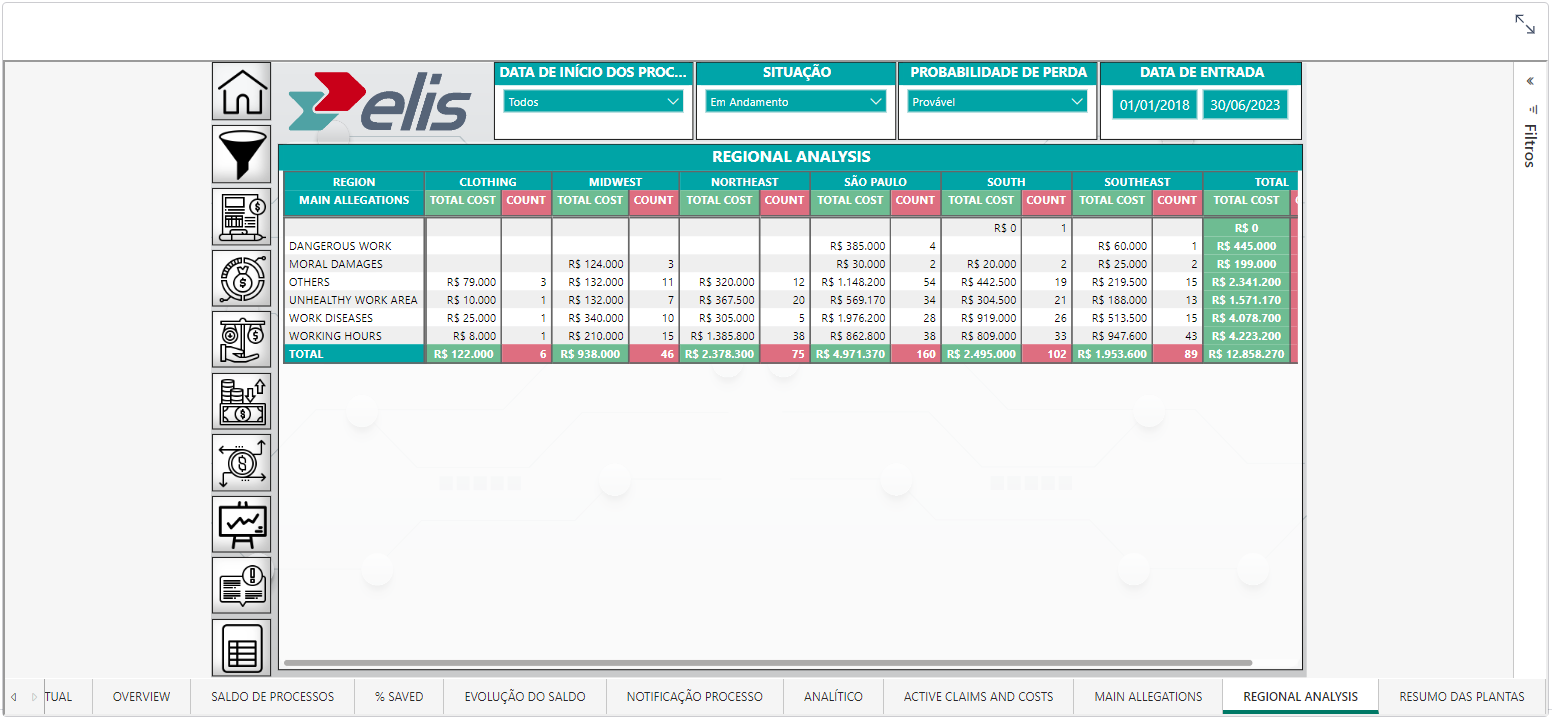 elis
DATA DE INÍCIO DOS PROC...
Todos
SITUAÇÃO
Em Andamento
PROBABILIDADE DE PERDA
Provável
DATA DE ENTRADA
01/01/2018 30/06/2023
Filtros
REGIONAL ANALYSIS
REGION CLOTHING MIDWEST NORTHEAST SÃO PAULO SOUTH SOUTHEAST TOTAL
MAIN ALLEGATIONS TOTAL COST COUNT TOTAL COST COUNT TOTAL COST COUNT TOTAL COST COUNT TOTAL COST COUNT TOTAL COST COUNT TOTAL COST
R$ 0 1 R$ 0
DANGEROUS WORK R$ 385.000 4 R$ 60.000 1 R$ 445.000
MORAL DAMAGES R$ 124.000 3 R$ 30.000 2 R$ 20.000 2 R$ 25.000 2 R$ 199.000
OTHERS R$ 79.000 3 R$ 132.000 11 R$ 320.000 12 R$ 1.148.200 54 R$ 442.500 19 R$ 219.500 15 R$ 2.341.200
UNHEALTHY WORK AREA R$ 10.000 1 R$ 132.000 7 R$ 367.500 20 R$ 569.170 34 R$ 304.500 21 R$ 188.000 13 R$ 1.571.170
WORK DISEASES R$ 25.000 1 R$ 340.000 10 R$ 305.000 5 R$ 1.976.200 28 R$ 919.000 26 R$ 513.500 15 R$ 4.078.700
WORKING HOURS R$ 8.000 1 R$ 210.000 15 R$ 1.385.800 38 R$ 862.800 38 R$ 809.000 33 R$ 947.600 43 R$ 4.223.200
TOTAL R$ 122.000 6 R$ 938.000 46 R$ 2.378.300 75 R$ 4.971.370 160 R$ 2.495.000 102 R$ 1.953.600 89 R$ 12.858.270
TUAL OVERVIEW SALDO DE PROCESSOS % SAVED EVOLUÇÃO DO SALDO NOTIFICAÇÃO PROCESSO ANALÍTICO ACTIVE CLAIMS AND COSTS MAIN ALLEGATIONS REGIONAL ANALYSIS RESUMO DAS PLANTAS